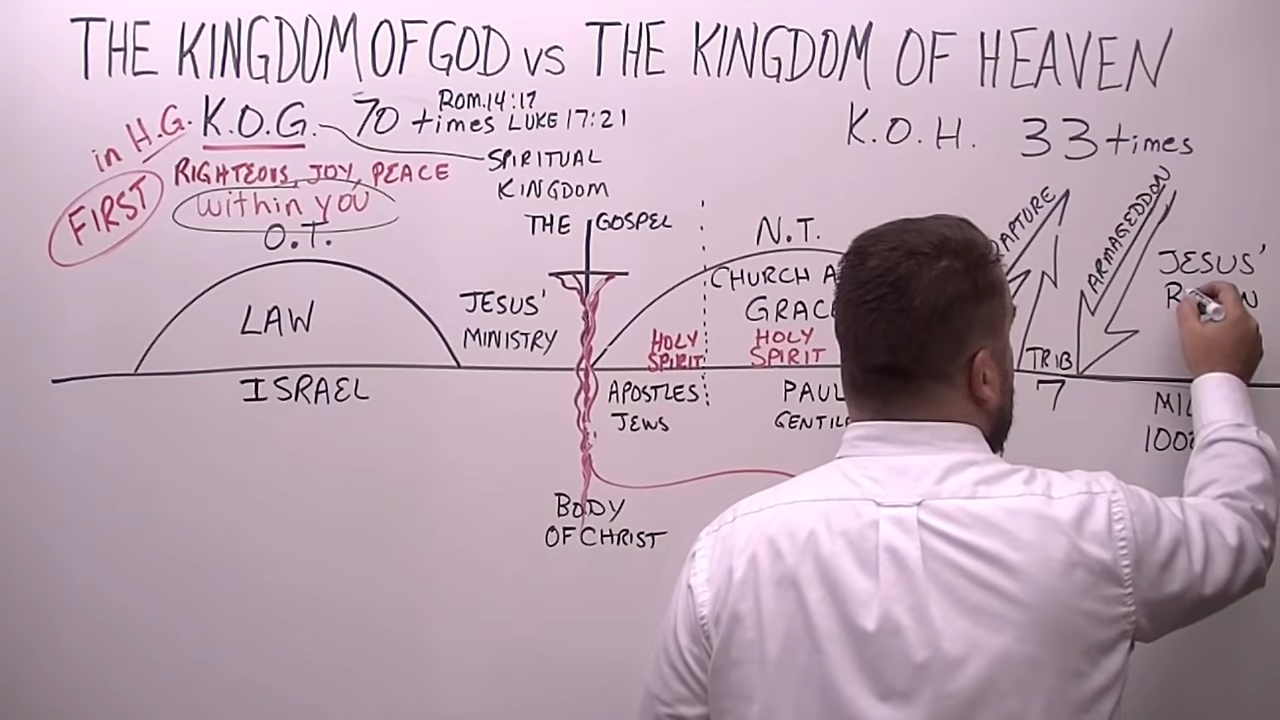 THE KINGDOM OF GOD VS THE KINGDOM OF HEAVEN
in H.G. K.O.G. 70 times ROM.14:17
LUKE 17:21
K.O.H. 33 times
FIRST
RIGHTEOUS, JOY, PEACE
within you
SPIRITUAL
KINGDOM
O.T.
LAW
ISRAEL
JESUS'
MINISTRY
THE GOSPEL
BODY
OF CHRIST
N.T.
CHURCH
HOLY
SPIRIT
HOLY
SPIRIT
APOSTLES
JEWS
PAUL
ARMAGEDDON
TRIB
7
JESUS'